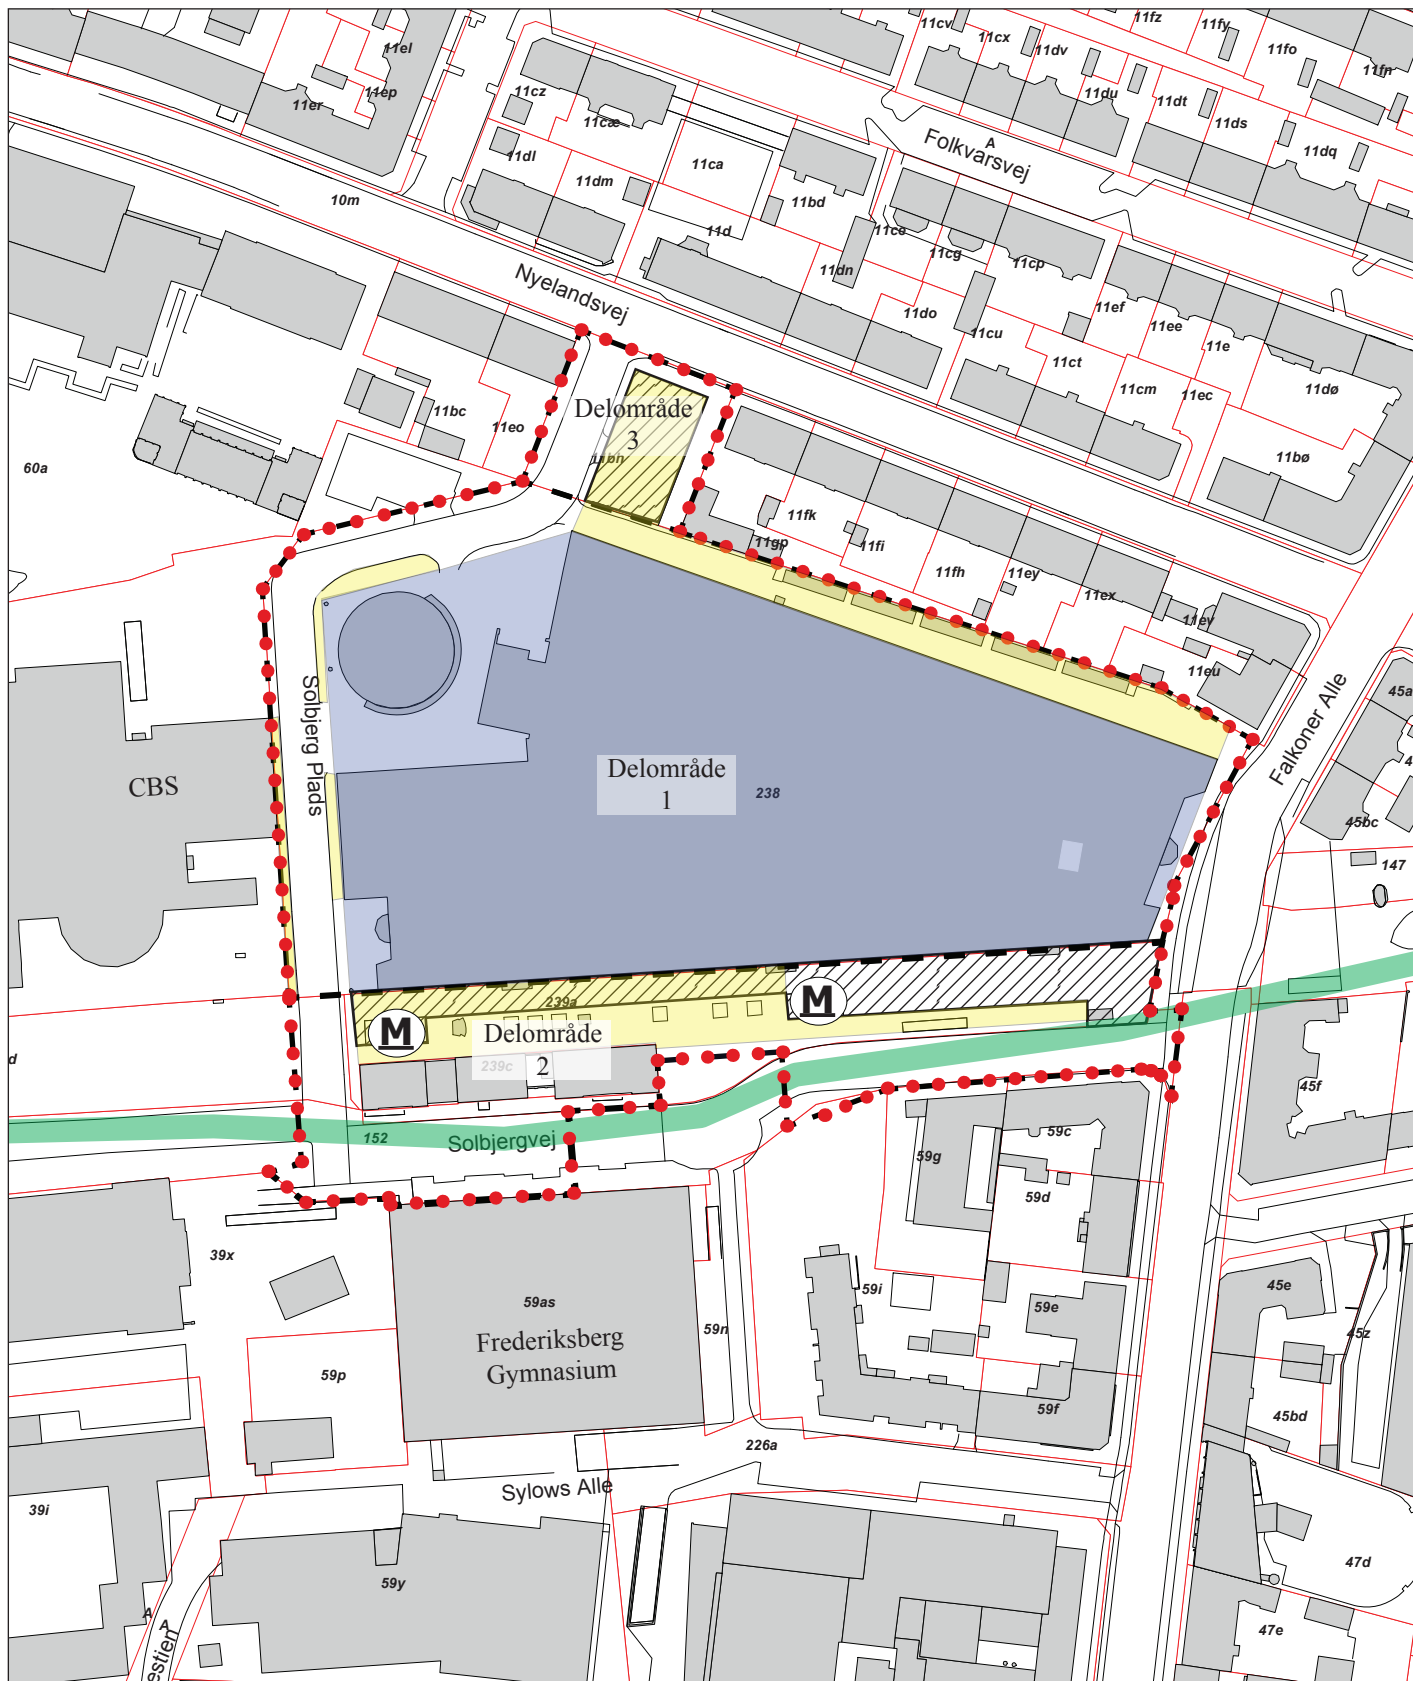 11cv
11fz
11fy
11cx
11dv
11fo
11fn
11el
11ep
11er
11cz
11cæ
11du
11dt
11ds
11dq
Folkvarsvej
A
11dl
11dm
11ca
11bd
10m
11d
11ce
11cg
11cp
11dn
Nyelandsvej
11do
11cu
11ef
11ee
11e
11ct
11cm
11ec
11dø
11bc
11eo
Delområde
3
11bn
11bø
60a
11fk
11gp
11fi
11fh
11ey
11ex
11ev
11eu
Solbjerg Plads
Falkoner Alle
45a
CBS
Delområde
1
238
45bc
147
239a
M
M
Delområde
2
239c
d
152
Solbjergvej
45f
59c
59g
59d
39x
59as
59n
59i
59e
45e
45z
Frederiksberg
Gymnasium
59p
59f
45bd
226a
Sylows Alle
39i
59y
47d
47e
A
A
estien